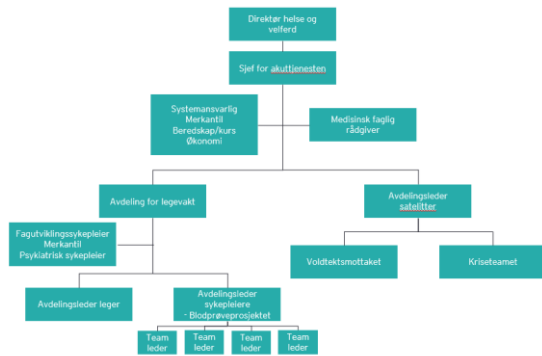 Direktør helse og
velferd
Sjef for akuttjenesten
Systemansvarlig
Merkantil
Beredskap/kurs
Økonomi
Medisinsk faglig
rådgiver
Avdeling for legevakt
Avdelingsleder
satelitter
Fagutviklingssykepleier
Merkantil
Psykiatrisk sykepleier
Voldtektsmottaket
Kriseteamet
Avdelingsleder leger
Avdelingsleder
sykepleiere
- Blodprøveprosjektet
Team
leder
Team
leder
Team
leder
Team
leder